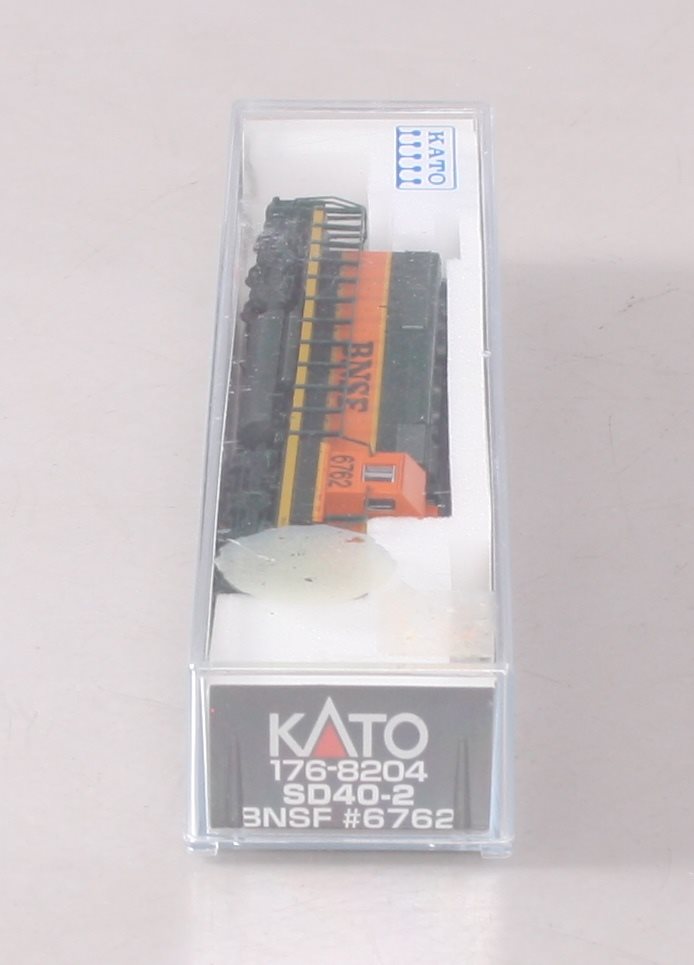 KATO
BNSF
6762
KATO
176-8204
SD40-2
BNSF #6762